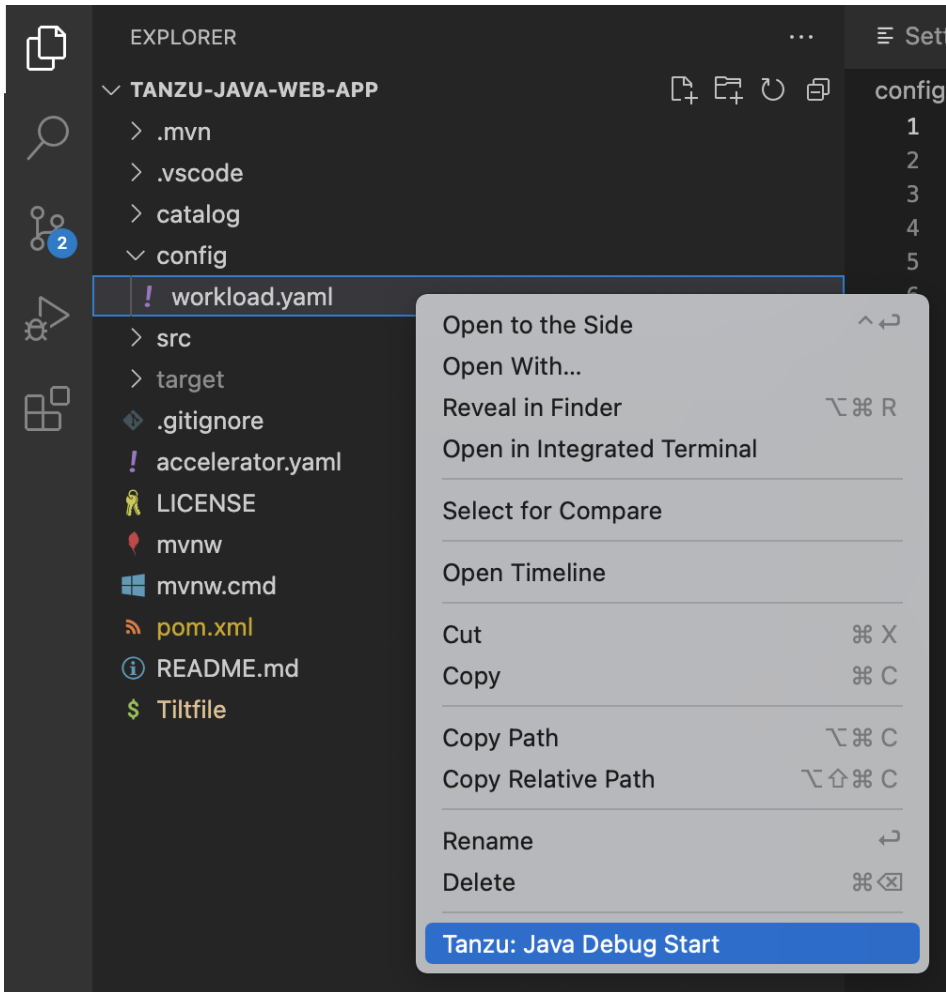 EXPLORER
···
Sett
TANZU-JAVA-WEB-APP
config
.mvn
.vscode
catalog
config
workload.yaml
src
target
.gitignore
accelerator.yaml
LICENSE
mvnw
mvnw.cmd
pom.xml
README.md
Tiltfile
2
1
2
3
4
5
6
Open to the Side ^ ↩
Open With...
Reveal in Finder ⌥ ⌘ R
Open in Integrated Terminal
Select for Compare
Open Timeline
Cut ⌘ X
Copy ⌘ C
Copy Path ⌥ ⌘ C
Copy Relative Path ⌥ ⇧ ⌘ C
Rename ↩
Delete ⌘ ⌫
Tanzu: Java Debug Start